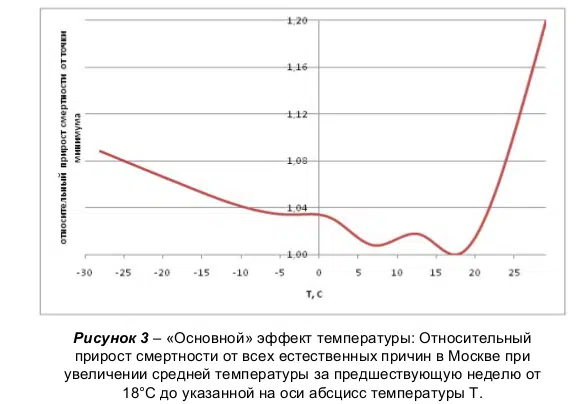 относительный прирост смертности от точки
минимума
1,20
1,16
1,12
1,08
1,04
1,00
-30 -25 -20 -15 -10 -5 0 5 10 15 20 25
T, C
Рисунок 3 – «Основной» эффект температуры: Относительный
прирост смертности от всех естественных причин в Москве при
увеличении средней температуры за предшествующую неделю от
18°C до указанной на оси абсцисс температуры Т.